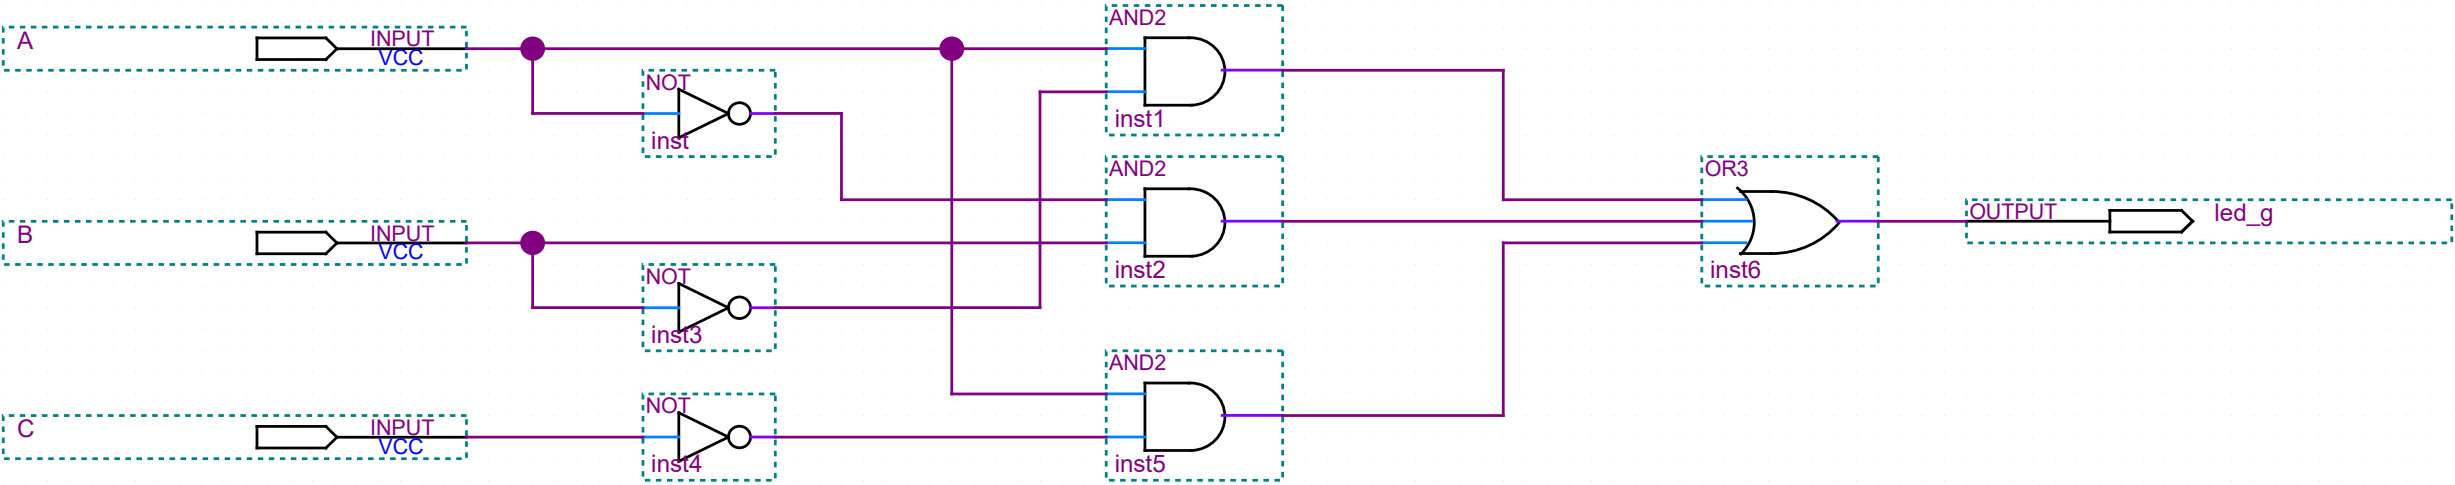 A
INPUT
VCC
NOT
inst
AND2
inst1
B
INPUT
VCC
NOT
inst3
AND2
inst2
OR3
inst6
OUTPUT
led_g
C
INPUT
VCC
NOT
inst4
AND2
inst5